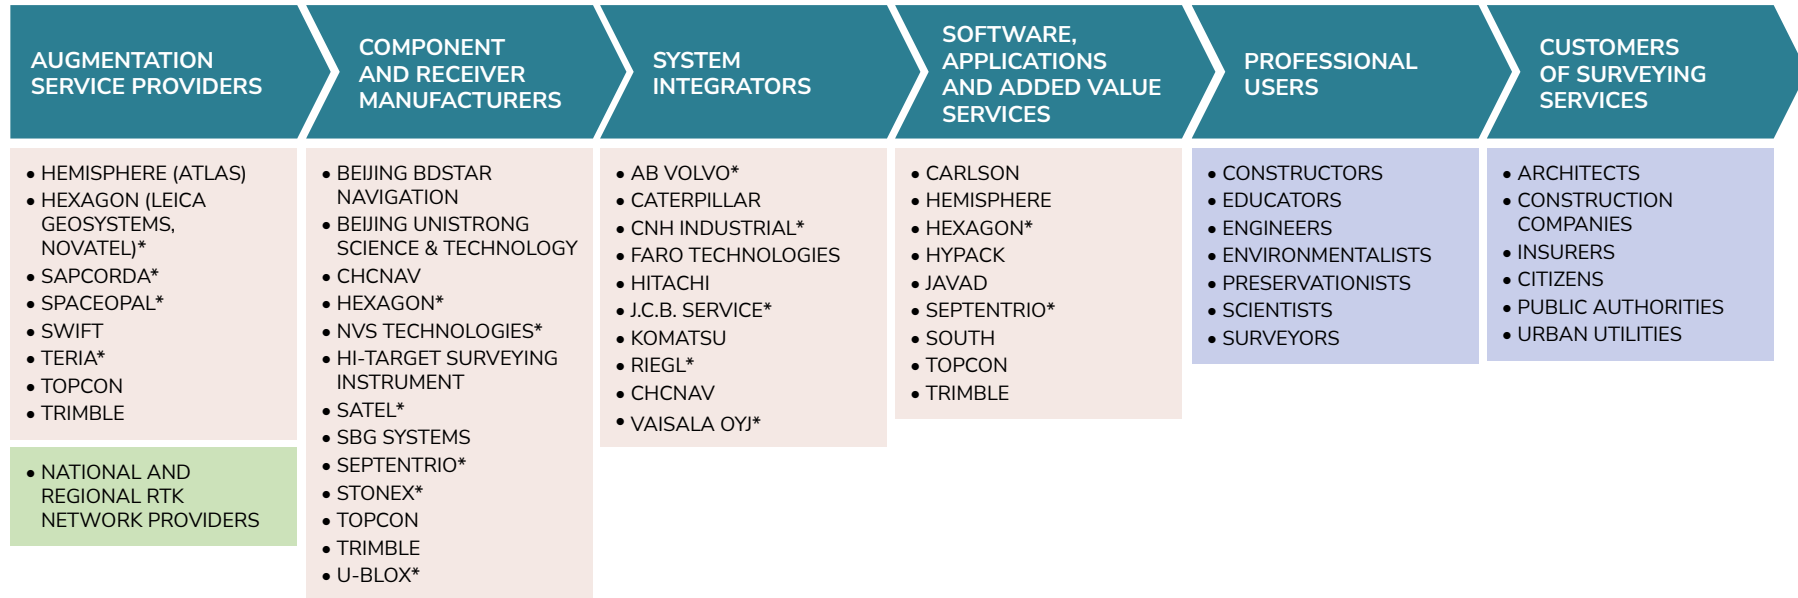 AUGMENTATION
SERVICE PROVIDERS
• HEMISPHERE (ATLAS)
• HEXAGON (LEICA
GEOSYSTEMS,
NOVATEL)*
• SAPCORDA*
• SPACEOPAL*
• SWIFT
• TERIA*
• TOPCON
• TRIMBLE
• NATIONAL AND
REGIONAL RTK
NETWORK PROVIDERS
COMPONENT
AND RECEIVER
MANUFACTURERS
• BEIJING BDSTAR
NAVIGATION
• BEIJING UNISTRONG
SCIENCE & TECHNOLOGY
• CHCNAV
• HEXAGON*
• NVS TECHNOLOGIES*
• HI-TARGET SURVEYING
INSTRUMENT
• SATEL*
• SBG SYSTEMS
• SEPTENTRIO*
• STONEX*
• TOPCON
• TRIMBLE
• U-BLOX*
SYSTEM
INTEGRATORS
• AB VOLVO*
• CATERPILLAR
• CNH INDUSTRIAL*
• FARO TECHNOLOGIES
• HITACHI
• J.C.B. SERVICE*
• KOMATSU
• RIEGL*
• CHCNAV
• VAISALA OYJ*
SOFTWARE,
APPLICATIONS
AND ADDED VALUE
SERVICES
• CARLSON
• HEMISPHERE
• HEXAGON*
• HYPACK
• JAVAD
• SEPTENTRIO*
• SOUTH
• TOPCON
• TRIMBLE
PROFESSIONAL
USERS
• CONSTRUCTORS
• EDUCATORS
• ENGINEERS
• ENVIRONMENTALISTS
• PRESERVATIONISTS
• SCIENTISTS
• SURVEYORS
CUSTOMERS
OF SURVEYING
SERVICES
• ARCHITECTS
• CONSTRUCTION
COMPANIES
• INSURERS
• CITIZENS
• PUBLIC AUTHORITIES
• URBAN UTILITIES